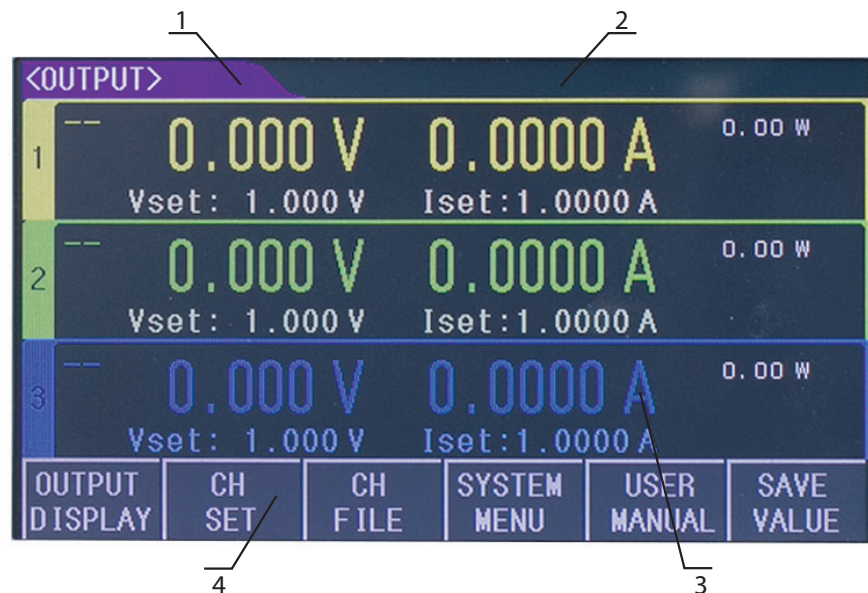 1
2
<OUTPUT>
1
--
0.000 V
0.0000 A
0.00 W
Vset: 1.000 V
Iset:1.0000 A
2
--
0.000 V
0.0000 A
0.00 W
Vset: 1.000 V
Iset:1.0000 A
3
--
0.000 V
0.0000 A
0.00 W
Vset: 1.000 V
Iset:1.0000 A
OUTPUT
DISPLAY
CH
SET
CH
FILE
SYSTEM
MENU
USER
MANUAL
SAVE
VALUE
4
3